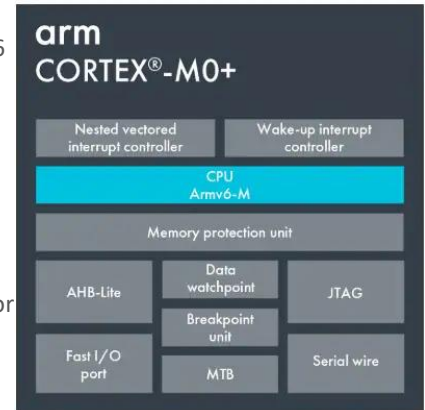 arm
CORTEX®-M0+
Nested vectored
interrupt controller
Wake-up interrupt
controller
CPU
Armv6-M
Memory protection unit
AHB-Lite
Data
watchpoint
JTAG
Breakpoint
unit
Fast I/O
port
MTB
Serial wire
or